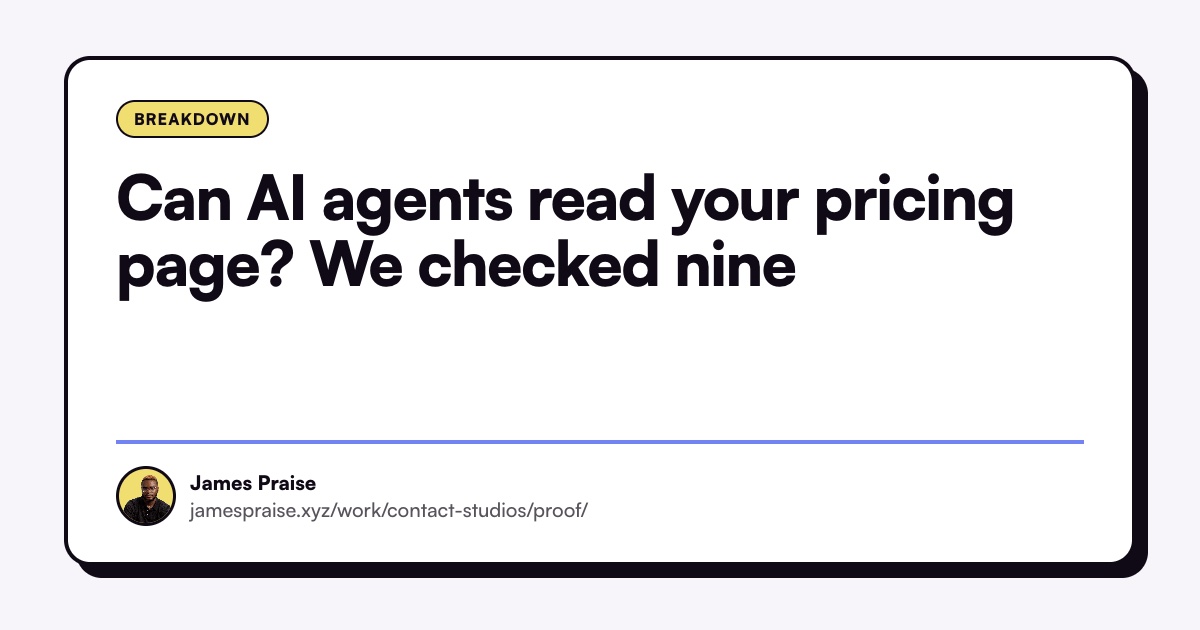 BREAKDOWN
Can AI agents read your pricing
page? We checked nine
James Praise
jamespraise.xyz/work/contact-studios/proof/